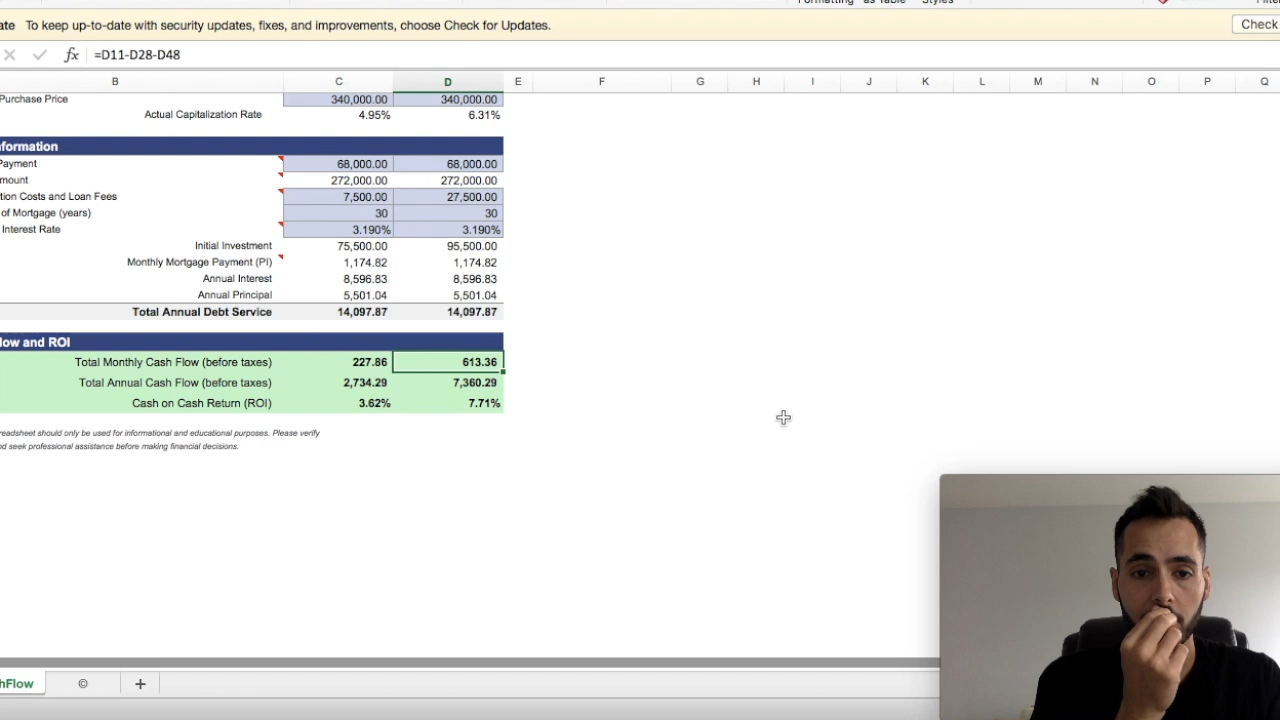 Formatting as Table Styles
ate To keep up-to-date with security updates, fixes, and improvements, choose Check for Updates. Check
fx =D11-D28-D48
B C D E F G H I J K L M N O P Q
Purchase Price 340,000.00 340,000.00
Actual Capitalization Rate 4.95% 6.31%
nformation
Payment 68,000.00 68,000.00
mount 272,000.00 272,000.00
tion Costs and Loan Fees 7,500.00 27,500.00
of Mortgage (years) 30 30
Interest Rate 3.190% 3.190%
Initial Investment 75,500.00 95,500.00
Monthly Mortgage Payment (PI) 1,174.82 1,174.82
Annual Interest 8,596.83 8,596.83
Annual Principal 5,501.04 5,501.04
Total Annual Debt Service 14,097.87 14,097.87
low and ROI
Total Monthly Cash Flow (before taxes) 227.86 613.36
Total Annual Cash Flow (before taxes) 2,734.29 7,360.29
Cash on Cash Return (ROI) 3.62% 7.71%
readsheet should only be used for informational and educational purposes. Please verify
nd seek professional assistance before making financial decisions.
hFlow © +